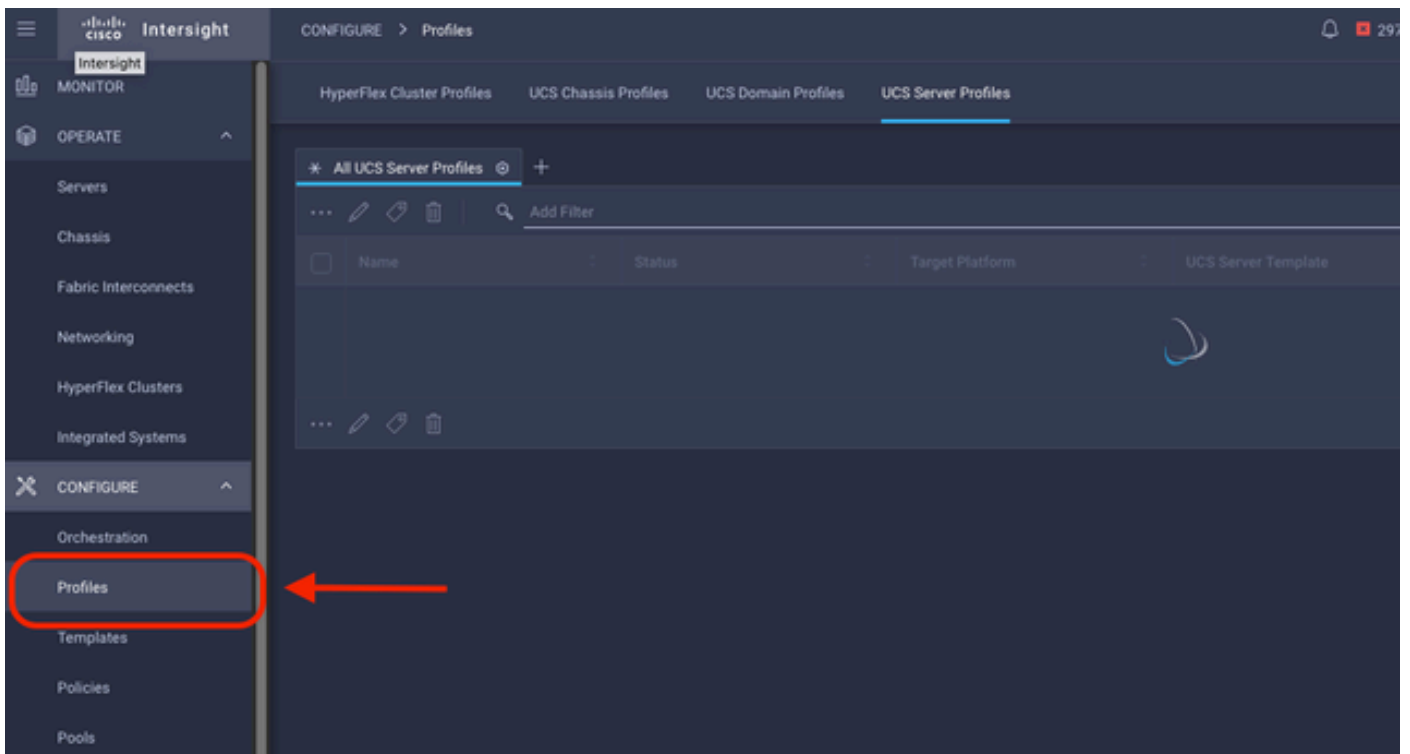 CISCO Intersight
CONFIGURE > Profiles
297
Intersight
MONITOR
HyperFlex Cluster Profiles UCS Chassis Profiles UCS Domain Profiles UCS Server Profiles
OPERATE
All UCS Server Profiles
Servers
Add Filter
Chassis
Name Status Target Platform UCS Server Template
Fabric Interconnects
Networking
HyperFlex Clusters
Integrated Systems
CONFIGURE
Orchestration
Profiles
Templates
Policies
Pools